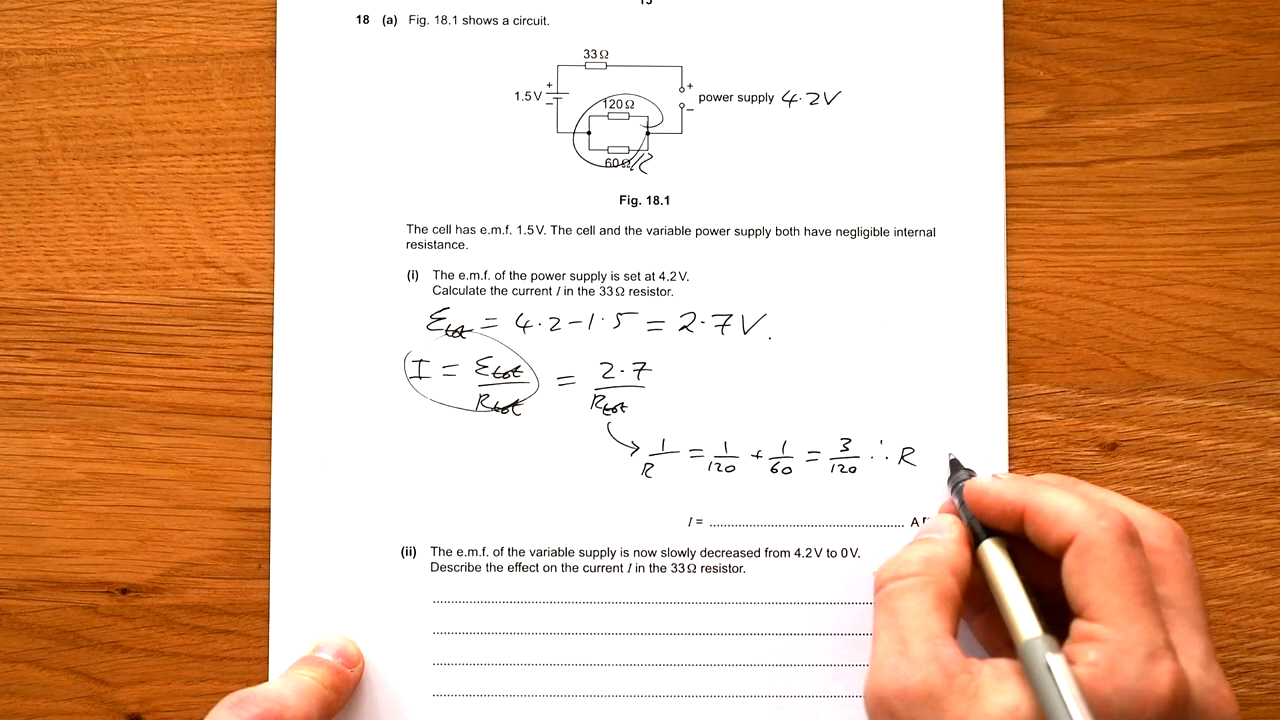 18 (a) Fig. 18.1 shows a circuit.
33 Ω
+
1.5 V
–
120 Ω
60 Ω
R
+
–
power supply 4.2V
Fig. 18.1
The cell has e.m.f. 1.5 V. The cell and the variable power supply both have negligible internal
resistance.
(i) The e.m.f. of the power supply is set at 4.2 V.
Calculate the current I in the 33 Ω resistor.
Ɛtot = 4.2 - 1.5 = 2.7 V.
I = Ɛtot / Rtot = 2.7 / Rtot
1/R = 1/120 + 1/60 = 3/120 ∴ R
I = ........................................................ A
(ii) The e.m.f. of the variable supply is now slowly decreased from 4.2 V to 0 V.
Describe the effect on the current I in the 33 Ω resistor.